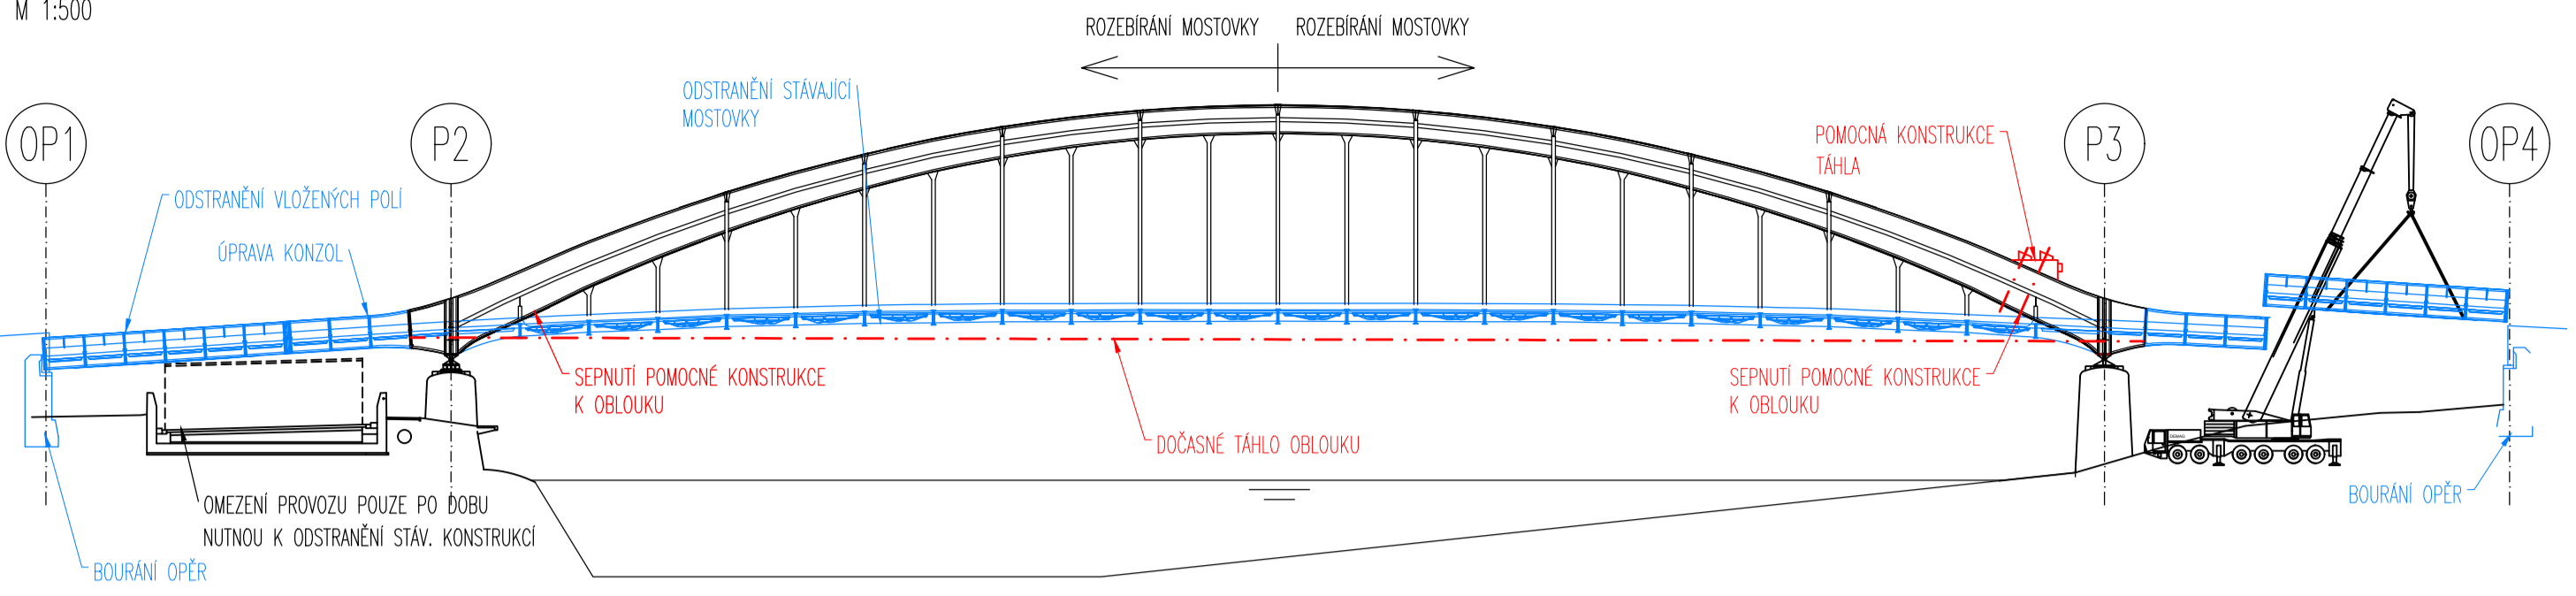 M 1:500
ROZEBÍRÁNÍ MOSTOVKY
ROZEBÍRÁNÍ MOSTOVKY
ODSTRANĚNÍ STÁVAJÍCÍ
MOSTOVKY
OP1
P2
POMOCNÁ KONSTRUKCE
TÁHLA
P3
OP4
ODSTRANĚNÍ VLOŽENÝCH POLÍ
ÚPRAVA KONZOL
SEPNUTÍ POMOCNÉ KONSTRUKCE
K OBLOUKU
SEPNUTÍ POMOCNÉ KONSTRUKCE
K OBLOUKU
DOČASNÉ TÁHLO OBLOUKU
DEMAG
OMEZENÍ PROVOZU POUZE PO DOBU
NUTNOU K ODSTRANĚNÍ STÁV. KONSTRUKCÍ
BOURÁNÍ OPĚR
BOURÁNÍ OPĚR